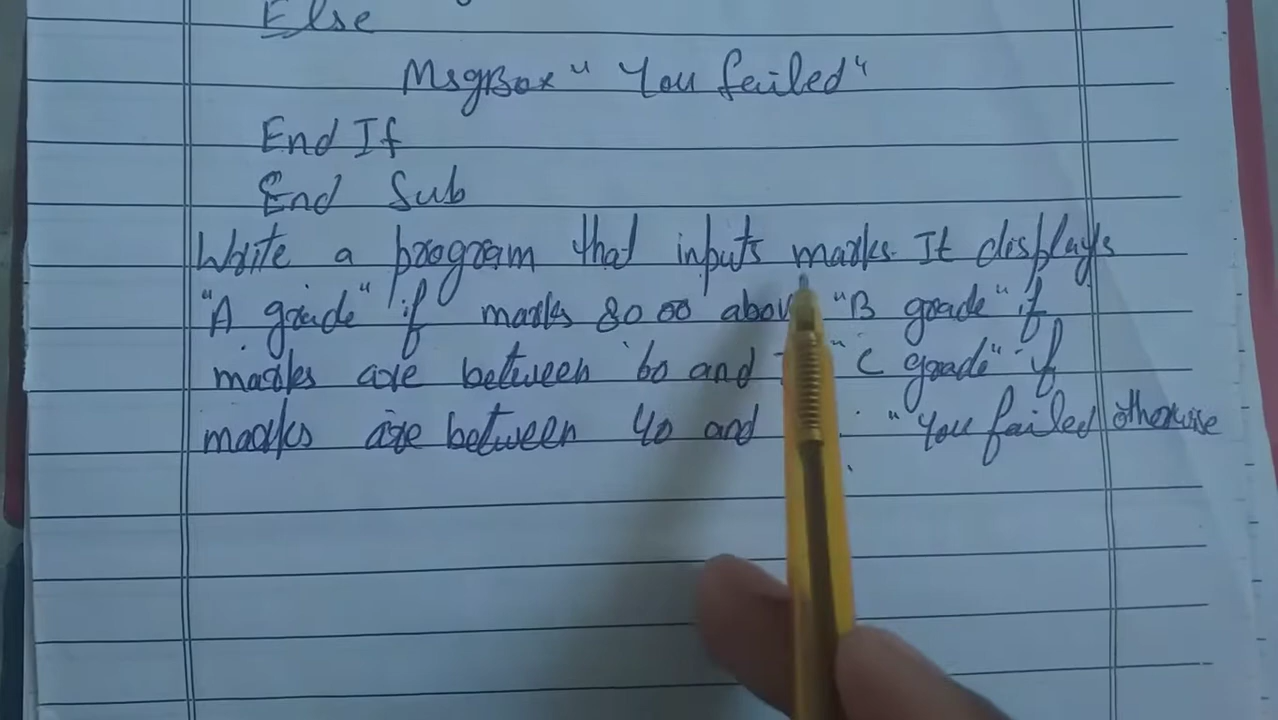 Else
MsgBox "You failed"
End If
End Sub
Write a program that inputs marks. It displays
"A grade" if marks 80 or above "B grade" if
marks are between 60 and "C grade" if
marks are between 40 and "You failed otherwise